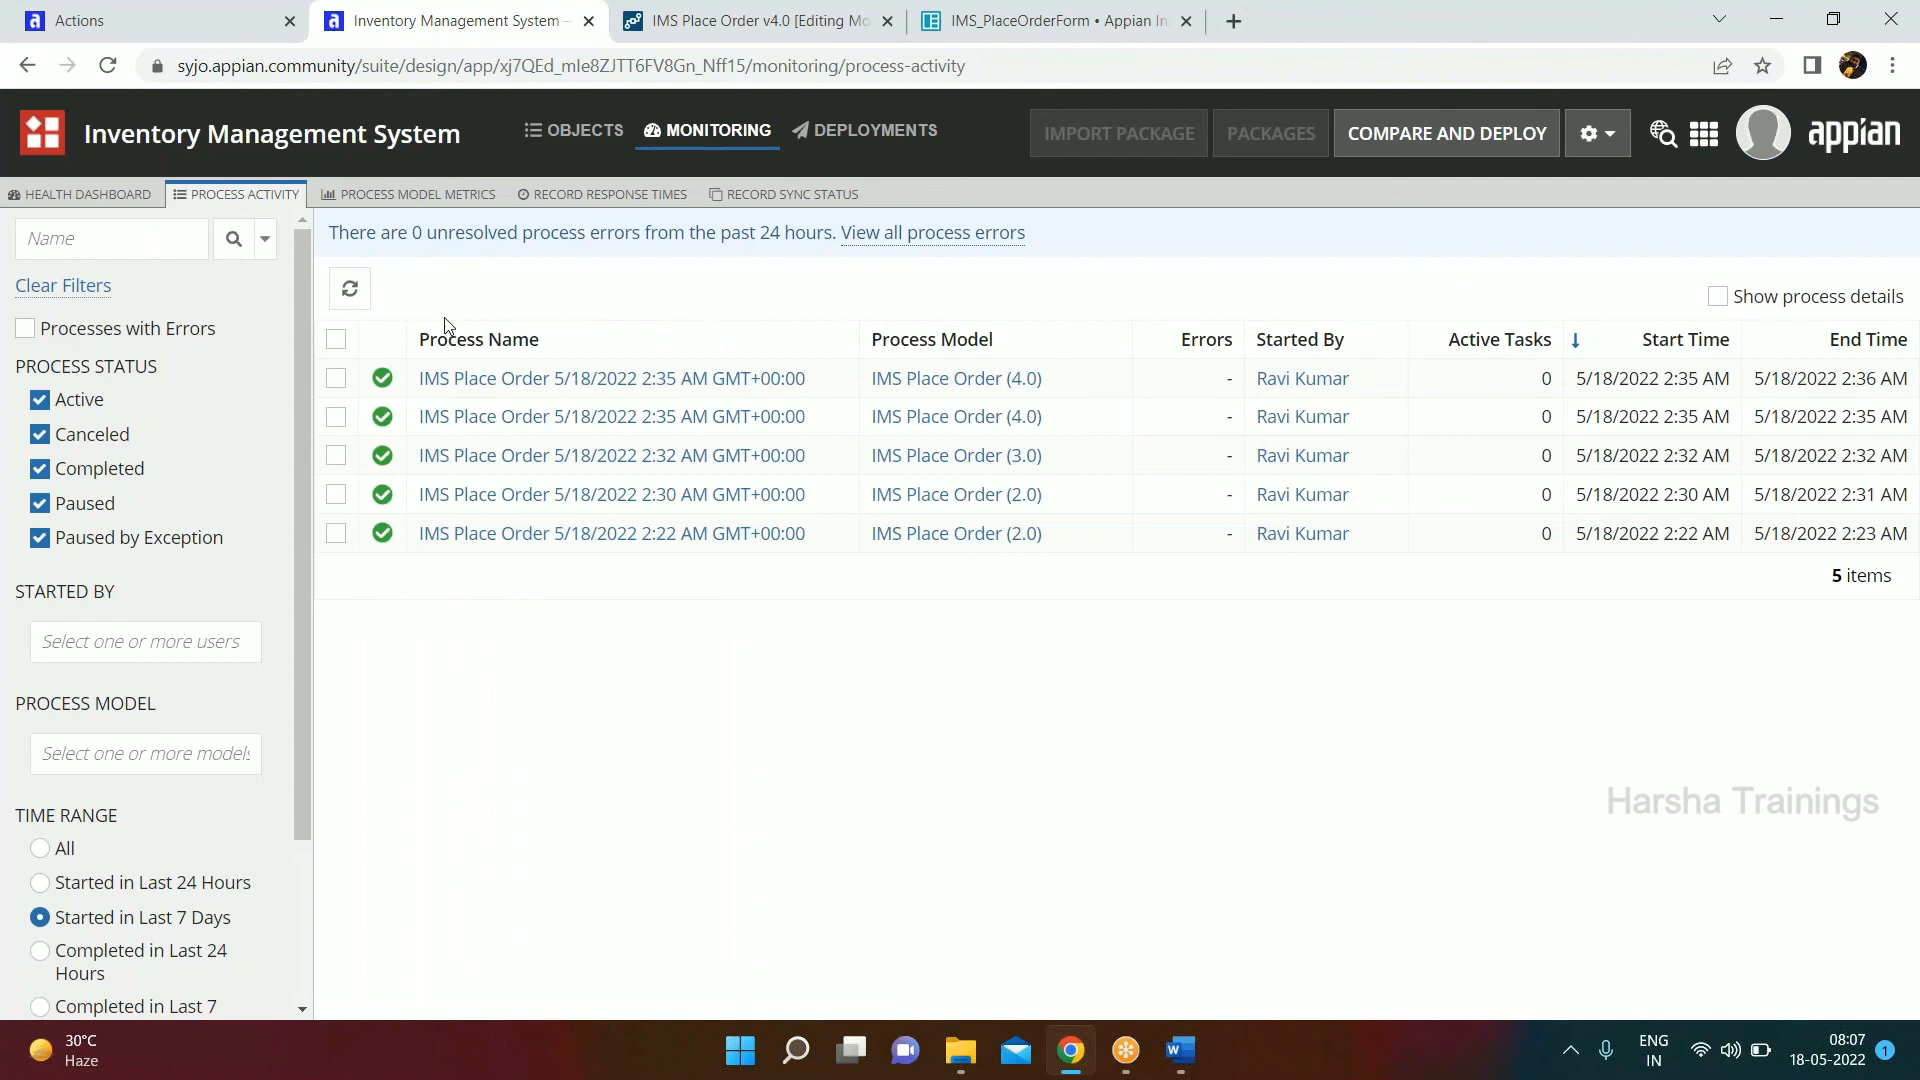 Actions
Inventory Management System –
IMS Place Order v4.0 [Editing Mo
IMS_PlaceOrderForm • Appian In
syjo.appian.community/suite/design/app/xj7QEd_mle8ZJTT6FV8Gn_Nff15/monitoring/process-activity
Inventory Management System
OBJECTS
MONITORING
DEPLOYMENTS
IMPORT PACKAGE
PACKAGES
COMPARE AND DEPLOY
appian
HEALTH DASHBOARD
PROCESS ACTIVITY
PROCESS MODEL METRICS
RECORD RESPONSE TIMES
RECORD SYNC STATUS
Name
Clear Filters
Processes with Errors
PROCESS STATUS
Active
Canceled
Completed
Paused
Paused by Exception
STARTED BY
Select one or more users
PROCESS MODEL
Select one or more models
TIME RANGE
All
Started in Last 24 Hours
Started in Last 7 Days
Completed in Last 24
Hours
Completed in Last 7
There are 0 unresolved process errors from the past 24 hours. View all process errors
Show process details
Process Name Process Model Errors Started By Active Tasks Start Time End Time
IMS Place Order 5/18/2022 2:35 AM GMT+00:00 IMS Place Order (4.0) - Ravi Kumar 0 5/18/2022 2:35 AM 5/18/2022 2:36 AM
IMS Place Order 5/18/2022 2:35 AM GMT+00:00 IMS Place Order (4.0) - Ravi Kumar 0 5/18/2022 2:35 AM 5/18/2022 2:35 AM
IMS Place Order 5/18/2022 2:32 AM GMT+00:00 IMS Place Order (3.0) - Ravi Kumar 0 5/18/2022 2:32 AM 5/18/2022 2:32 AM
IMS Place Order 5/18/2022 2:30 AM GMT+00:00 IMS Place Order (2.0) - Ravi Kumar 0 5/18/2022 2:30 AM 5/18/2022 2:31 AM
IMS Place Order 5/18/2022 2:22 AM GMT+00:00 IMS Place Order (2.0) - Ravi Kumar 0 5/18/2022 2:22 AM 5/18/2022 2:23 AM
5 items
Harsha Trainings
30°C
Haze
ENG
IN
08:07
18-05-2022
1